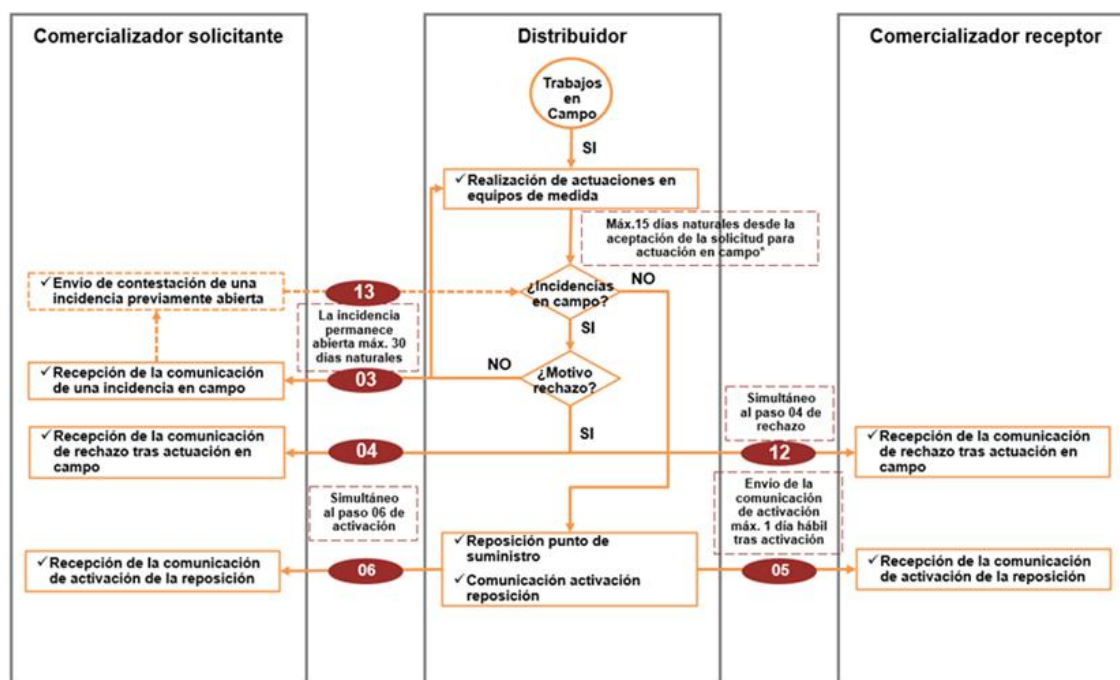 Comercializador solicitante
Distribuidor
Comercializador receptor
Trabajos
en
Campo
SI
✓Realización de actuaciones en
equipos de medida
Máx.15 días naturales desde la
aceptación de la solicitud para
actuación en campo*
✓ Envío de contestación de una
incidencia previamente abierta
13
¿Incidencias
en campo?
NO
La incidencia
permanece
abierta máx. 30
días naturales
SI
✓ Recepción de la comunicación
de una incidencia en campo
03
NO
¿Motivo
rechazo?
Simultáneo
al paso 04 de
rechazo
SI
✓ Recepción de la comunicación
de rechazo tras actuación en
campo
04
12
✓ Recepción de la comunicación
de rechazo tras actuación en
campo
Simultáneo
al paso 06 de
activación
Envío de la
comunicación
de activación
máx. 1 día hábil
tras activación
✓ Recepción de la comunicación
de activación de la reposición
06
✓ Reposición punto de
suministro
✓ Comunicación activación
reposición
05
✓ Recepción de la comunicación
de activación de la reposición